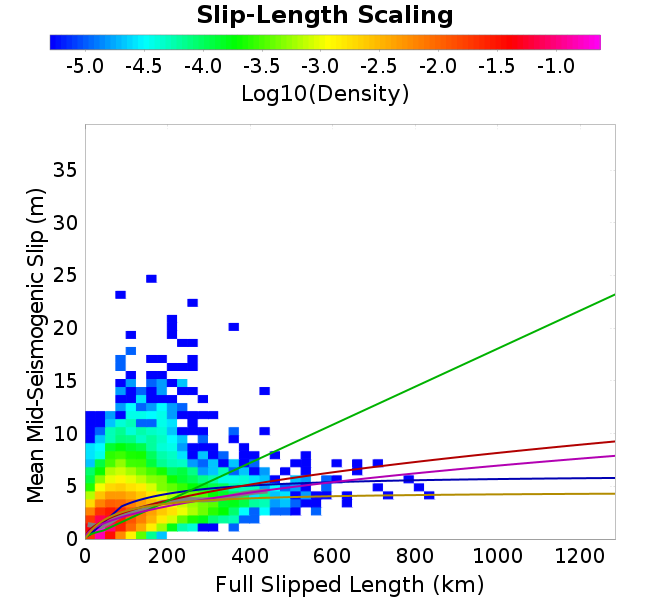 Slip-Length Scaling
-5.0 -4.5 -4.0 -3.5 -3.0 -2.5 -2.0 -1.5 -1.0
Log10(Density)
35
30
25
20
15
10
5
0
Mean Mid-Seismogenic Slip (m)
0 200 400 600 800 1000 1200
Full Slipped Length (km)